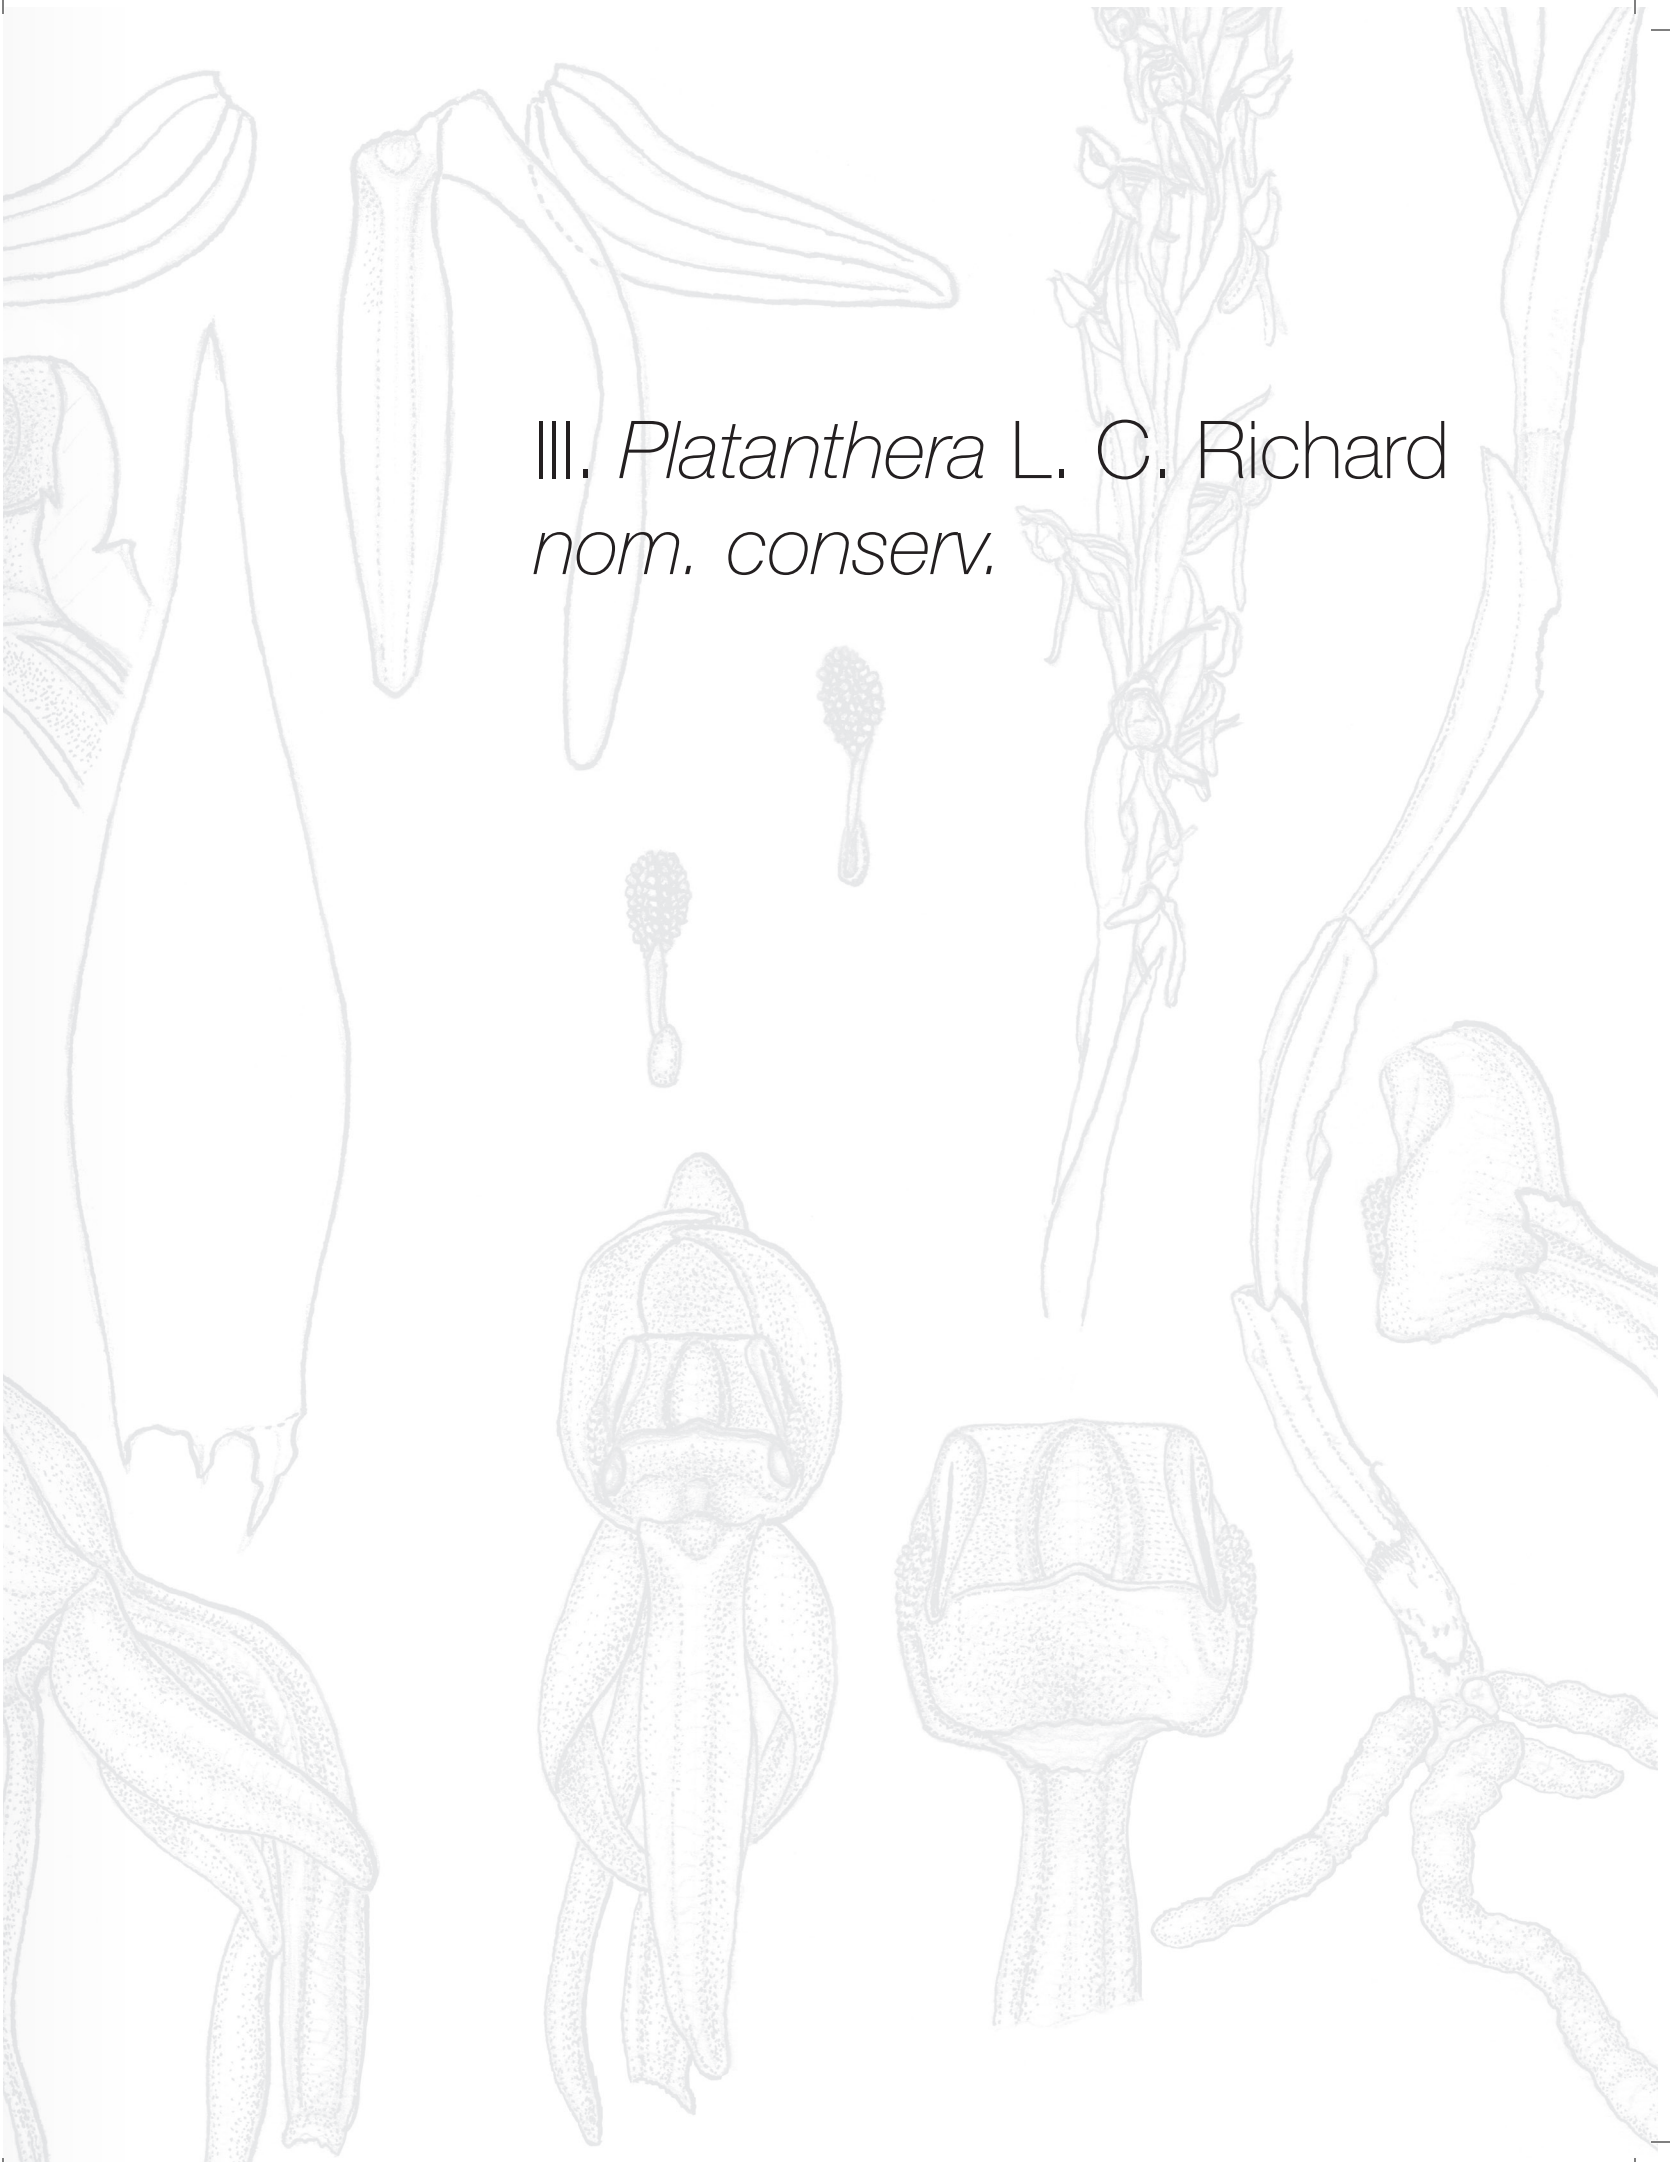 III. Platanthera L. C. Richard
nom. conserv.